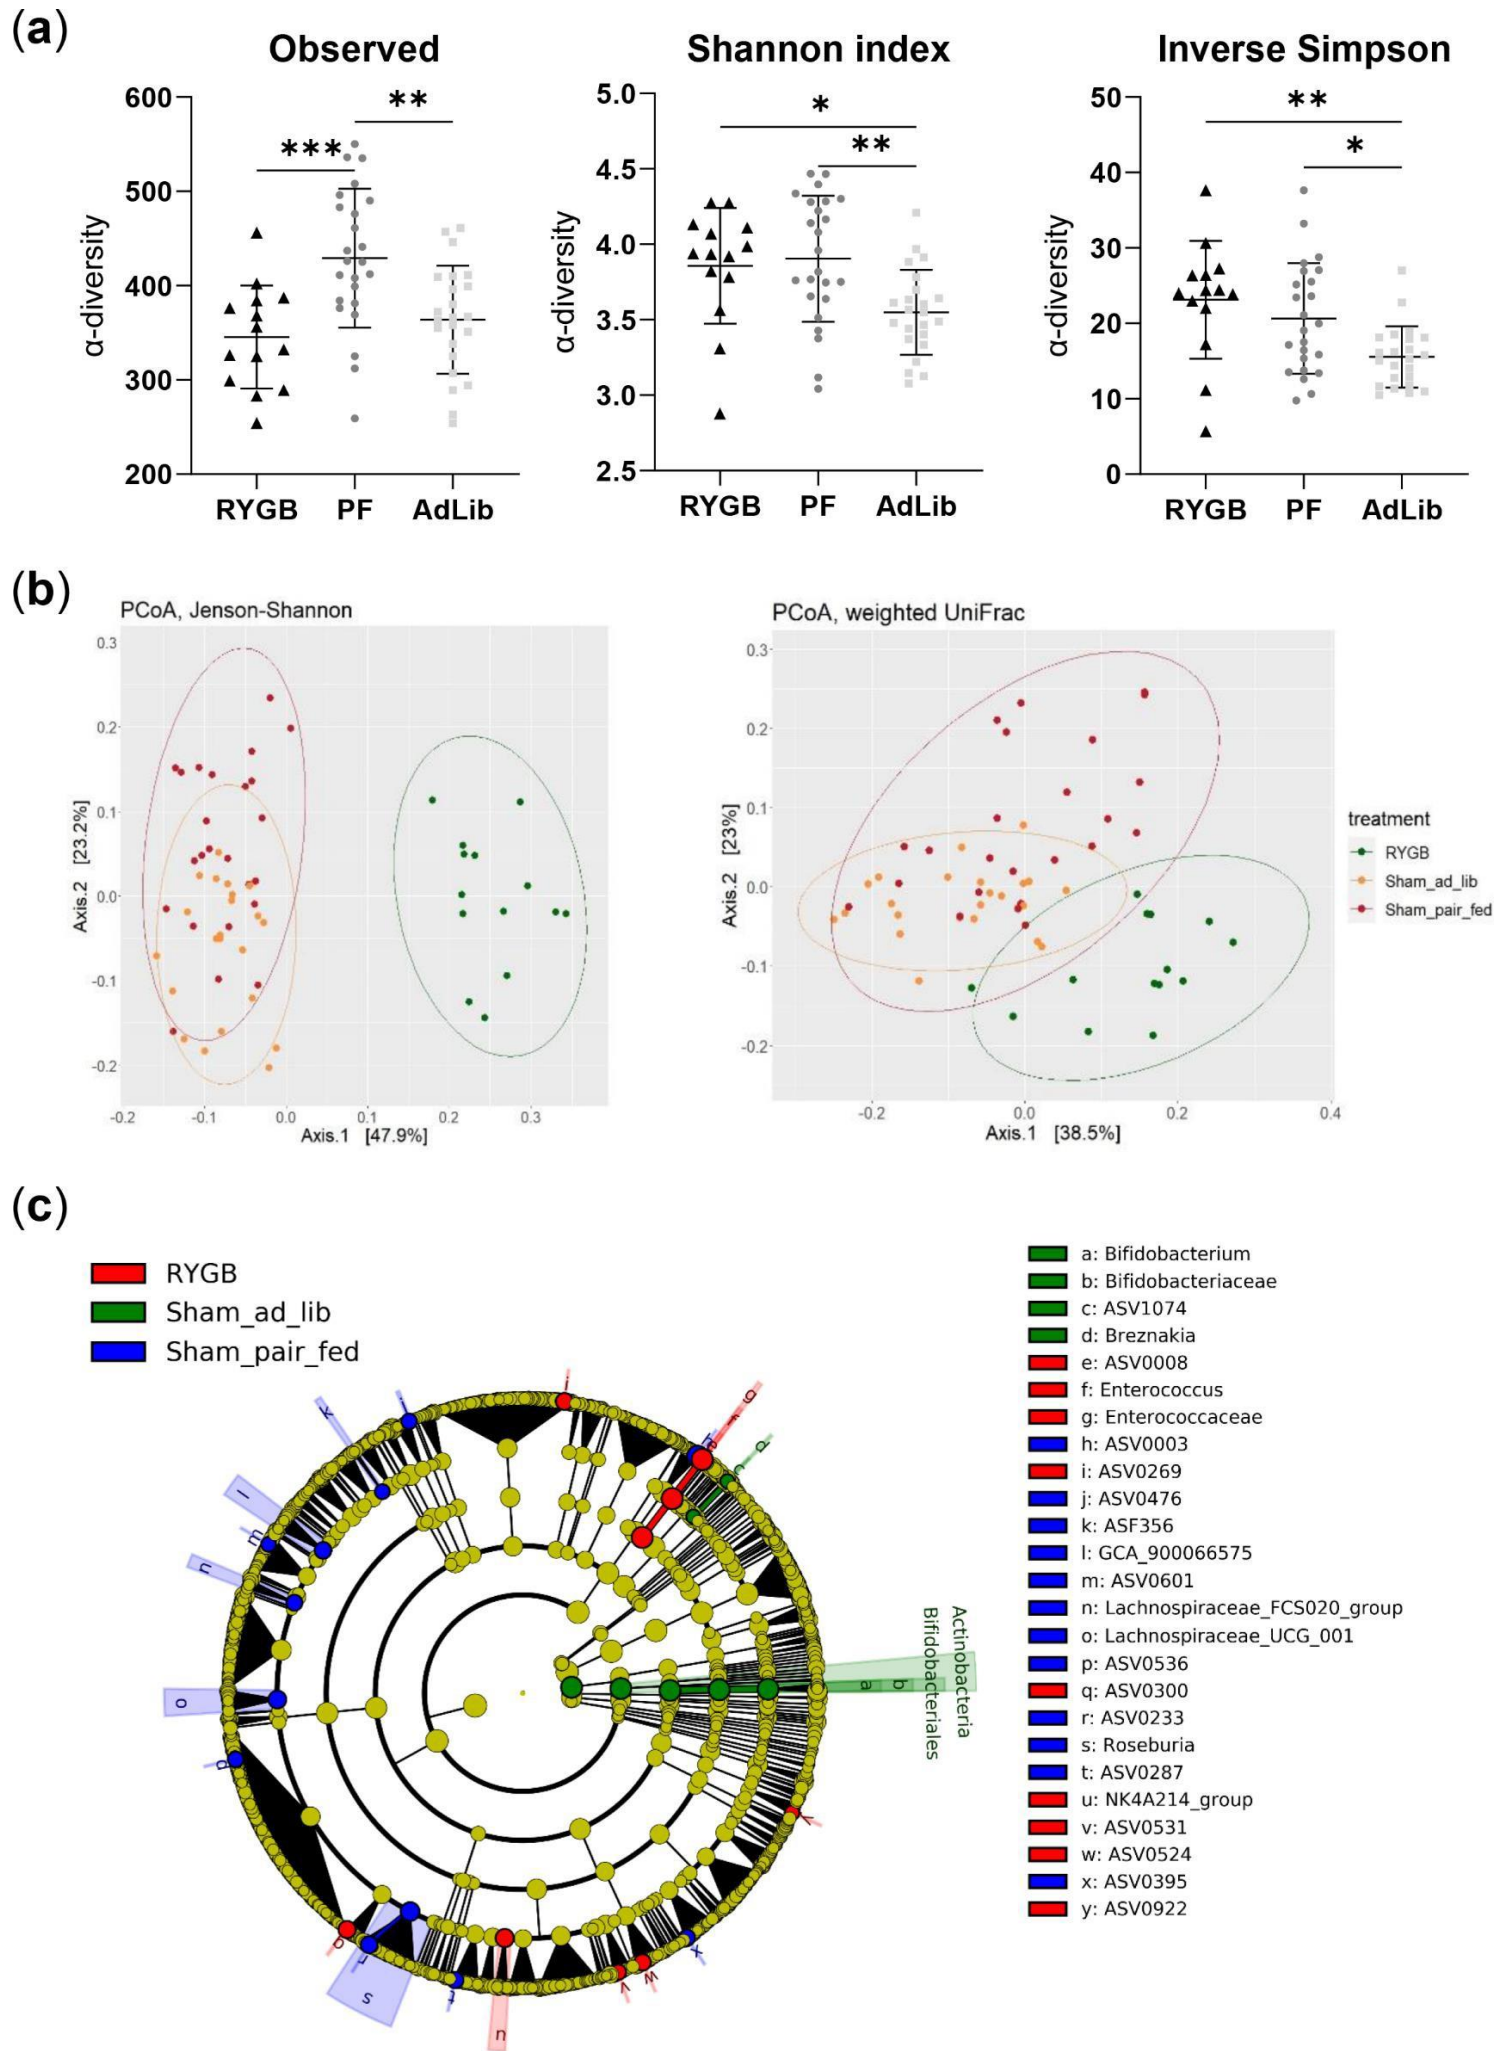 (a)
Observed
Shannon index
Inverse Simpson
α-diversity
600
500
400
300
200
***
**
RYGB PF AdLib
α-diversity
5.0
4.5
4.0
3.5
3.0
2.5
*
**
RYGB PF AdLib
α-diversity
50
40
30
20
10
0
**
*
RYGB PF AdLib
(b)
PCoA, Jenson-Shannon
Axis.2 [23.2%]
0.3
0.2
0.1
0.0
-0.1
-0.2
-0.2 -0.1 0.0 0.1 0.2 0.3
Axis.1 [47.9%]
PCoA, weighted UniFrac
Axis.2 [23%]
0.3
0.2
0.1
0.0
-0.1
-0.2
-0.2 0.0 0.2 0.4
Axis.1 [38.5%]
treatment
RYGB
Sham_ad_lib
Sham_pair_fed
(c)
RYGB
Sham_ad_lib
Sham_pair_fed
i
j
k
l
m
n
o
p
q
r
s
t
u
v
w
x
y
g
f
e
h
d
c
a
b
Bifidobacteriales
Actinobacteria
a: Bifidobacterium
b: Bifidobacteriaceae
c: ASV1074
d: Breznakia
e: ASV0008
f: Enterococcus
g: Enterococcaceae
h: ASV0003
i: ASV0269
j: ASV0476
k: ASF356
l: GCA_900066575
m: ASV0601
n: Lachnospiraceae_FCS020_group
o: Lachnospiraceae_UCG_001
p: ASV0536
q: ASV0300
r: ASV0233
s: Roseburia
t: ASV0287
u: NK4A214_group
v: ASV0531
w: ASV0524
x: ASV0395
y: ASV0922